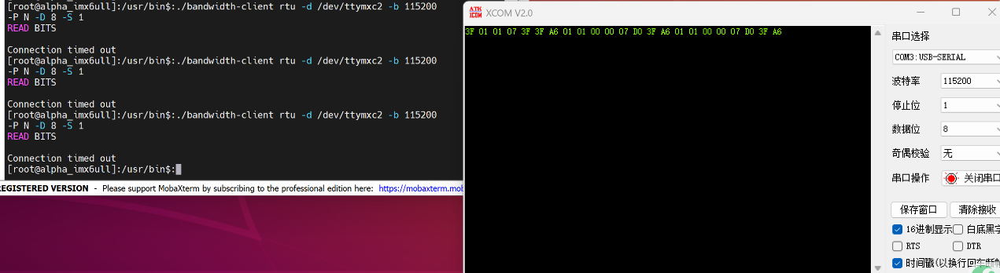 [root@alpha_imx6ull]:/usr/bin$:./bandwidth-client rtu -d /dev/ttymxc2 -b 115200
-P N -D 8 -S 1
READ BITS
Connection timed out
[root@alpha_imx6ull]:/usr/bin$:./bandwidth-client rtu -d /dev/ttymxc2 -b 115200
-P N -D 8 -S 1
READ BITS
Connection timed out
[root@alpha_imx6ull]:/usr/bin$:./bandwidth-client rtu -d /dev/ttymxc2 -b 115200
-P N -D 8 -S 1
READ BITS
Connection timed out
[root@alpha_imx6ull]:/usr/bin$:
REGISTERED VERSION - Please support MobaXterm by subscribing to the professional edition here: https://mobaxterm.mob
ATK XCOM XCOM V2.0
3F 01 01 07 3F 3F A6 01 01 00 00 07 D0 3F A6 01 01 00 00 07 D0 3F A6
串口选择
COM3:USB-SERIAL
波特率 115200
停止位 1
数据位 8
奇偶校验 无
串口操作 关闭串口
保存窗口 清除接收
16进制显示 白底黑字
RTS DTR
时间戳(以换行回车断帧